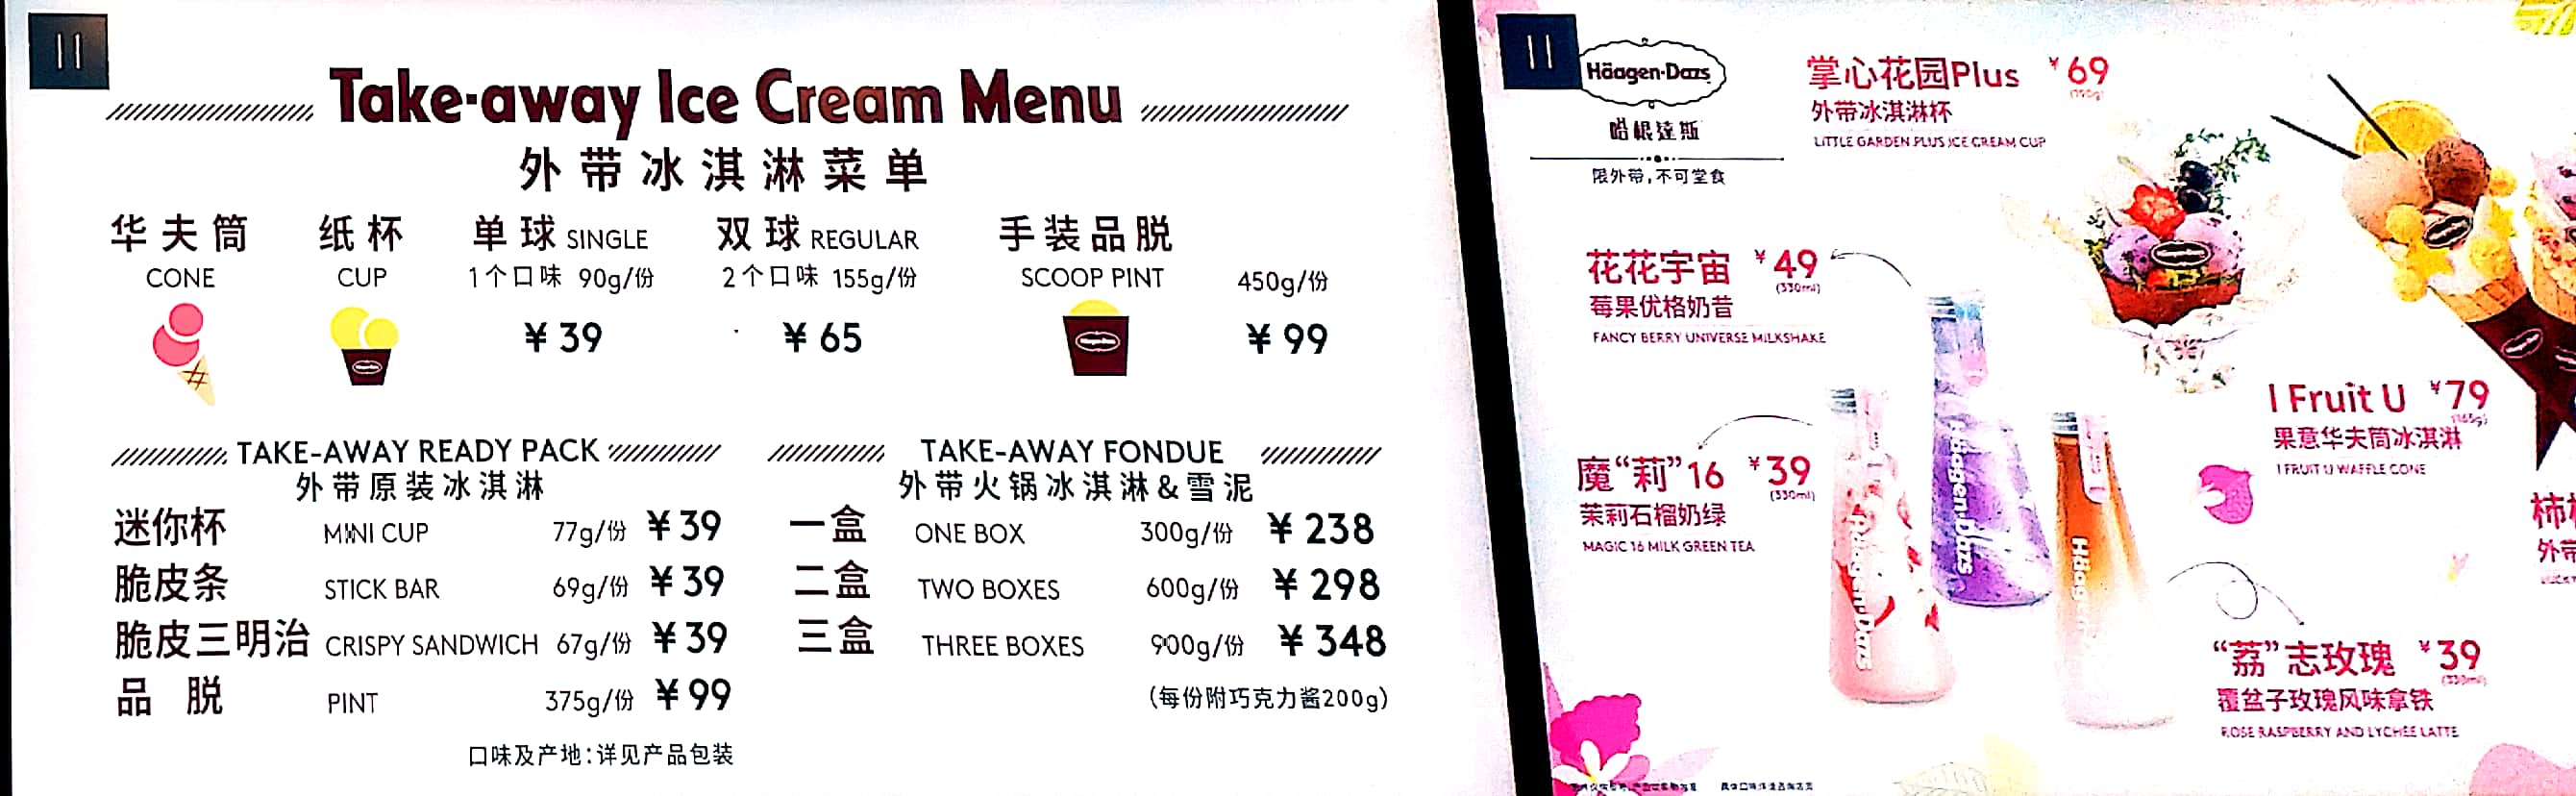 Take-away Ice Cream Menu
外带冰淇淋菜单
华夫筒 纸杯 单球 SINGLE 双球 REGULAR 手装品脱
CONE CUP 1个口味 90g/份 2个口味 155g/份 SCOOP PINT 450g/份
¥39 ¥65 ¥99
TAKE-AWAY READY PACK
外带原装冰淇淋
迷你杯 MINI CUP 77g/份 ¥39
脆皮条 STICK BAR 69g/份 ¥39
脆皮三明治 CRISPY SANDWICH 67g/份 ¥39
品脱 PINT 375g/份 ¥99
口味及产地:详见产品包装
TAKE-AWAY FONDUE
外带火锅冰淇淋&雪泥
一盒 ONE BOX 300g/份 ¥238
二盒 TWO BOXES 600g/份 ¥298
三盒 THREE BOXES 900g/份 ¥348
(每份附巧克力酱200g)
Häagen-Dazs
哈根达斯
限外带,不可堂食
掌心花园Plus ¥69
外带冰淇淋杯
LITTLE GARDEN PLUS ICE CREAM CUP
花花宇宙 ¥49
(330ml)
莓果优格奶昔
FANCY BERRY UNIVERSE MILKSHAKE
魔“莉”16 ¥39
(330ml)
茉莉石榴奶绿
MAGIC 16 MILK GREEN TEA
Häagen-Dazs
Häagen-Dazs
I Fruit U ¥79
(165g)
果意华夫筒冰淇淋
I FRUIT U WAFFLE CONE
“荔”志玫瑰 ¥39
(330ml)
覆盆子玫瑰风味拿铁
ROSE RASPBERRY AND LYCHEE LATTE
柿
外带